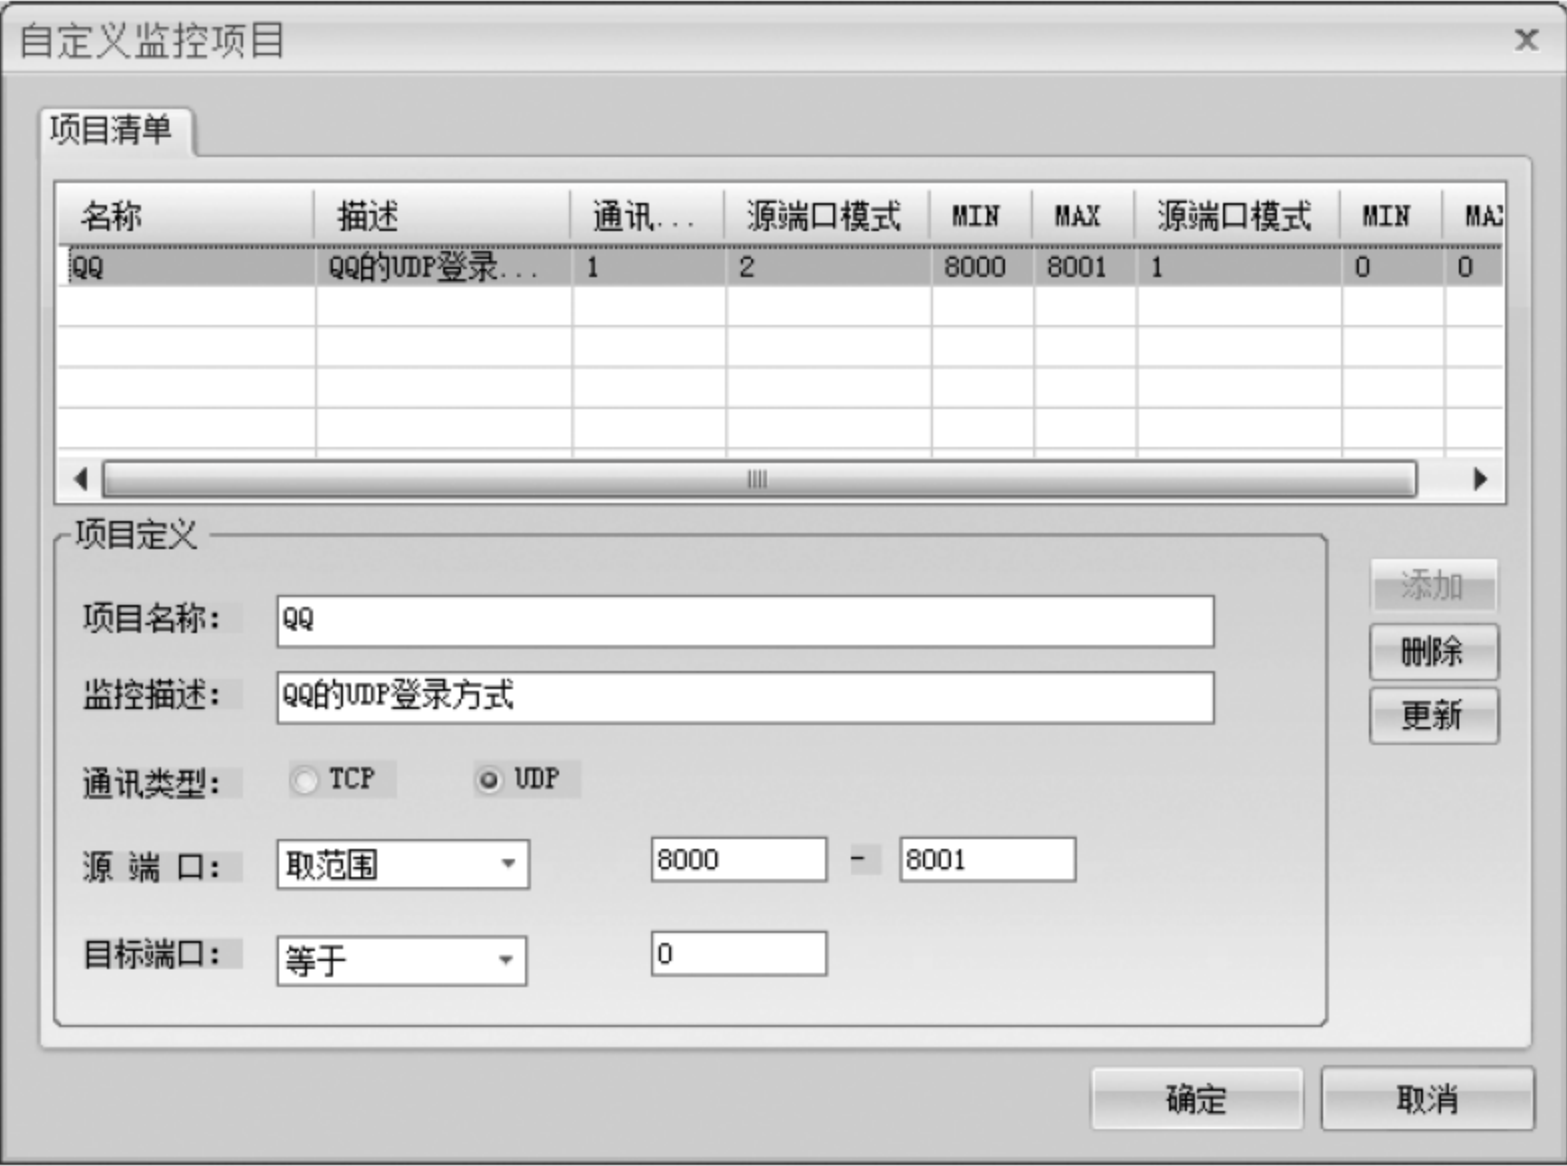 自定义监控项目
项目清单
名称 描述 通讯... 源端口模式 MIN MAX 源端口模式 MIN MAX
QQ QQ的UDP登录... 1 2 8000 8001 1 0 0
项目定义
项目名称: QQ
监控描述: QQ的UDP登录方式
通讯类型: TCP UDP
源 端 口: 取范围 8000 - 8001
目标端口: 等于 0
添加
删除
更新
确定 取消